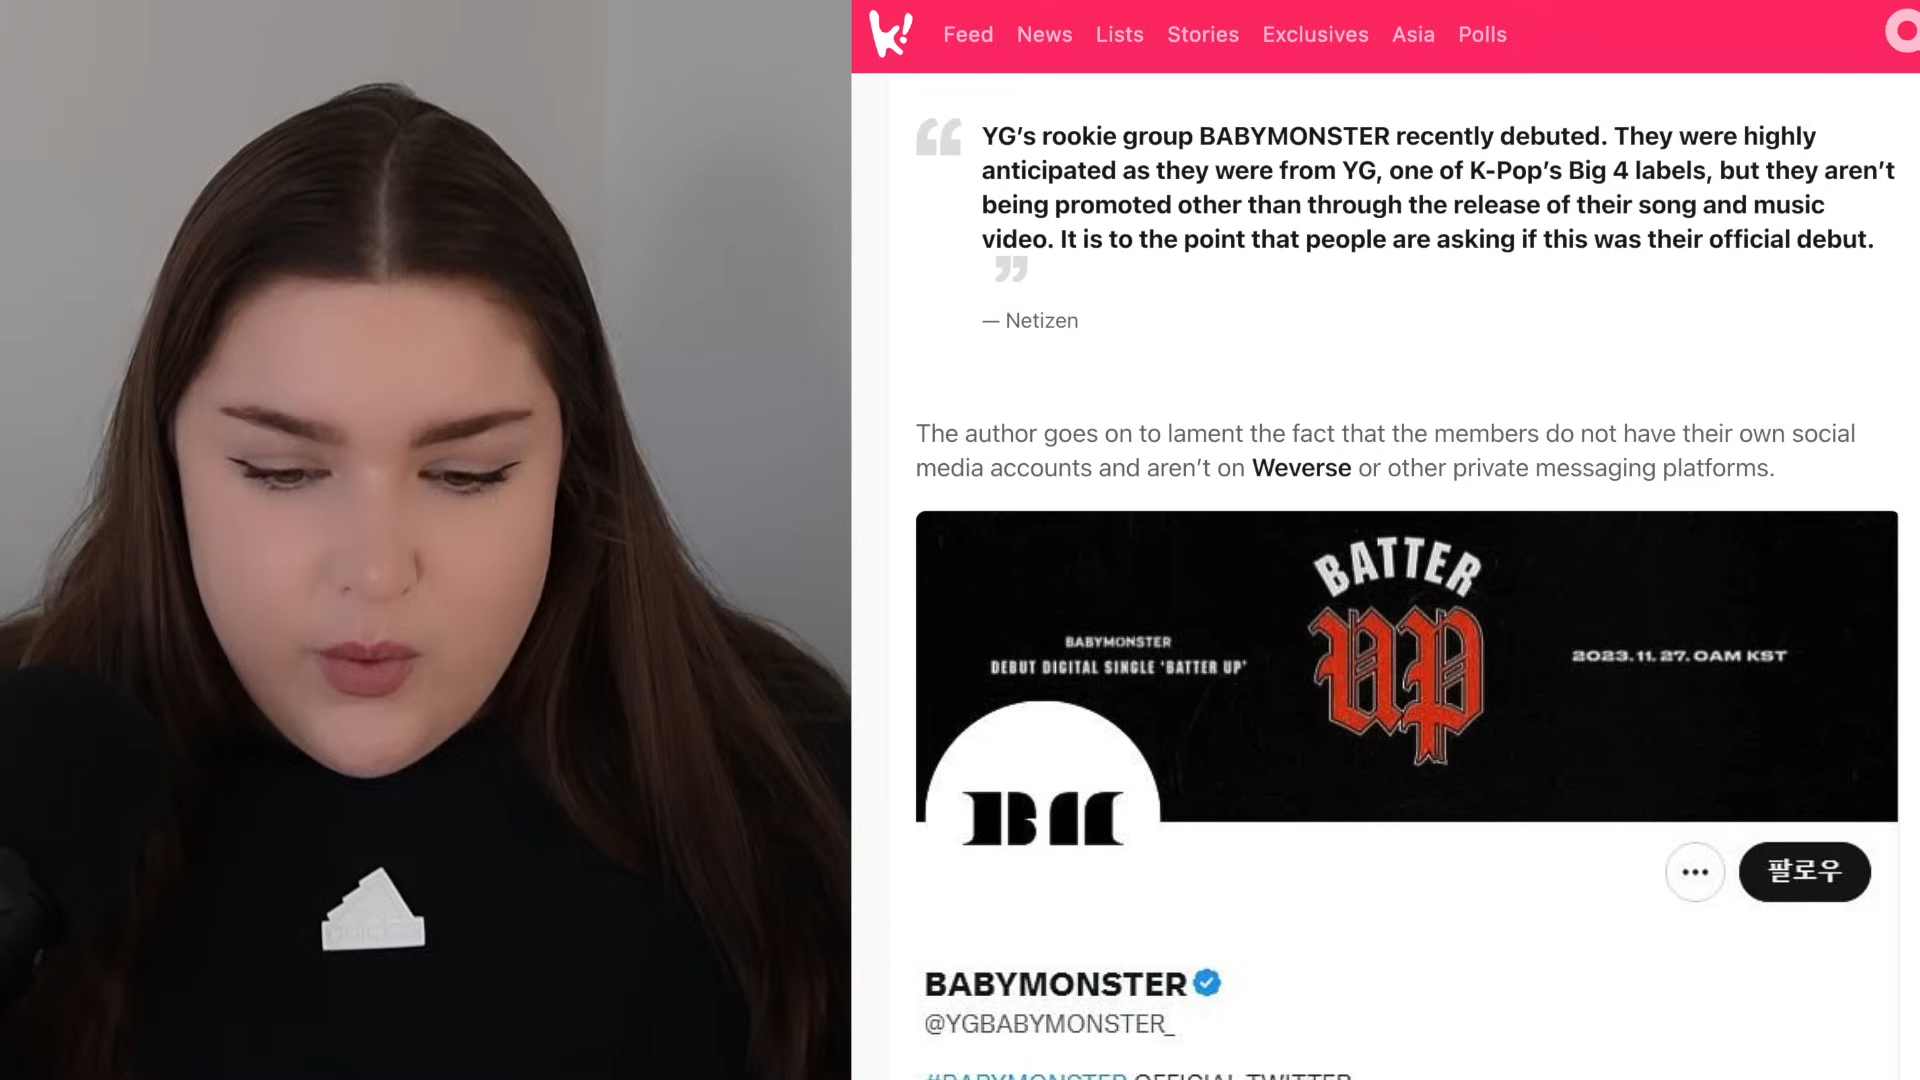 k!
Feed News Lists Stories Exclusives Asia Polls
“ YG’s rookie group BABYMONSTER recently debuted. They were highly
anticipated as they were from YG, one of K-Pop’s Big 4 labels, but they aren’t
being promoted other than through the release of their song and music
video. It is to the point that people are asking if this was their official debut.
”
— Netizen
The author goes on to lament the fact that the members do not have their own social
media accounts and aren’t on Weverse or other private messaging platforms.
BATTER
UP
BABYMONSTER
DEBUT DIGITAL SINGLE 'BATTER UP'
2023.11.27.0AM KST
팔로우
BABYMONSTER
@YGBABYMONSTER_
#BABYMONSTER OFFICIAL TWITTER